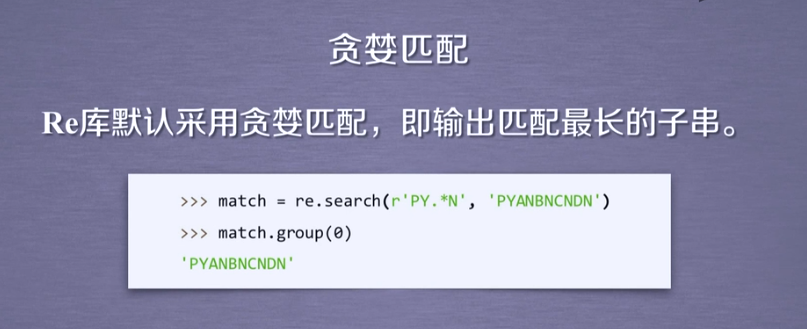 贪婪匹配
Re库默认采用贪婪匹配，即输出匹配最长的子串。
>>> match = re.search(r'PY.*N', 'PYANBNCNDN')
>>> match.group(0)
'PYANBNCNDN'